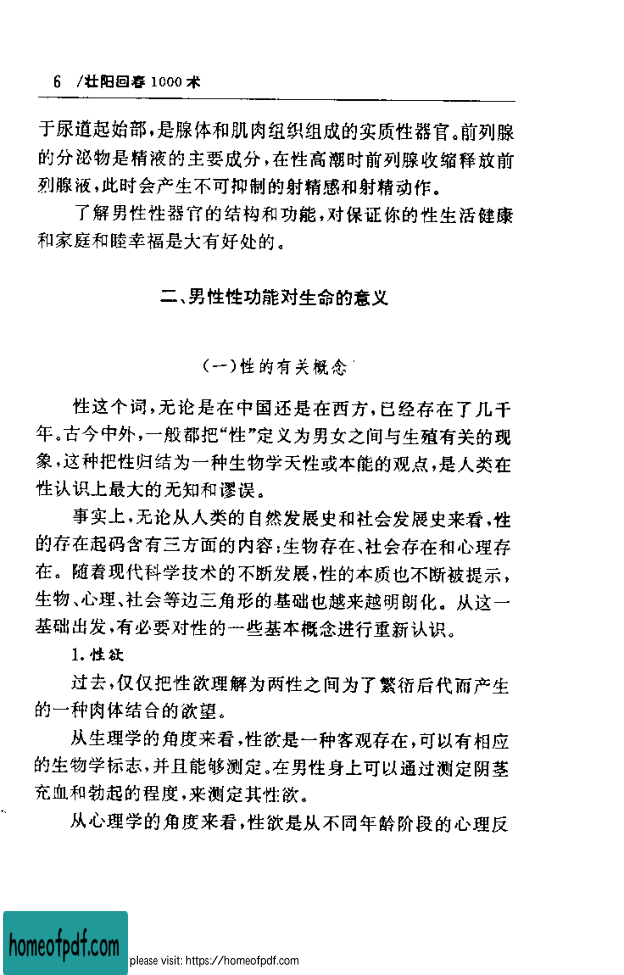 6 /壮阳回春1000术
于尿道起始部,是腺体和肌肉组织组成的实质性器官。前列腺
的分泌物是精液的主要成分,在性高潮时前列腺收缩释放前
列腺液,此时会产生不可抑制的射精感和射精动作。
了解男性性器官的结构和功能,对保证你的性生活健康
和家庭和睦幸福是大有好处的。
二、男性性功能对生命的意义
(一)性的有关概念
性这个词,无论是在中国还是在西方,已经存在了几千
年。古今中外,一般都把“性”定义为男女之间与生殖有关的现
象,这种把性归结为一种生物学天性或本能的观点,是人类在
性认识上最大的无知和谬误。
事实上,无论从人类的自然发展史和社会发展史来看,性
的存在起码含有三方面的内容:生物存在、社会存在和心理存
在。随着现代科学技术的不断发展,性的本质也不断被提示,
生物、心理、社会等边三角形的基础也越来越明朗化。从这一
基础出发,有必要对性的一些基本概念进行重新认识。
1.性欲
过去,仅仅把性欲理解为两性之间为了繁衍后代而产生
的一种肉体结合的欲望。
从生理学的角度来看,性欲是一种客观存在,可以有相应
的生物学标志,并且能够测定。在男性身上可以通过测定阴茎
充血和勃起的程度,来测定其性欲。
从心理学的角度来看,性欲是从不同年龄阶段的心理反
homeofpdf.com
please visit: https://homeofpdf.com